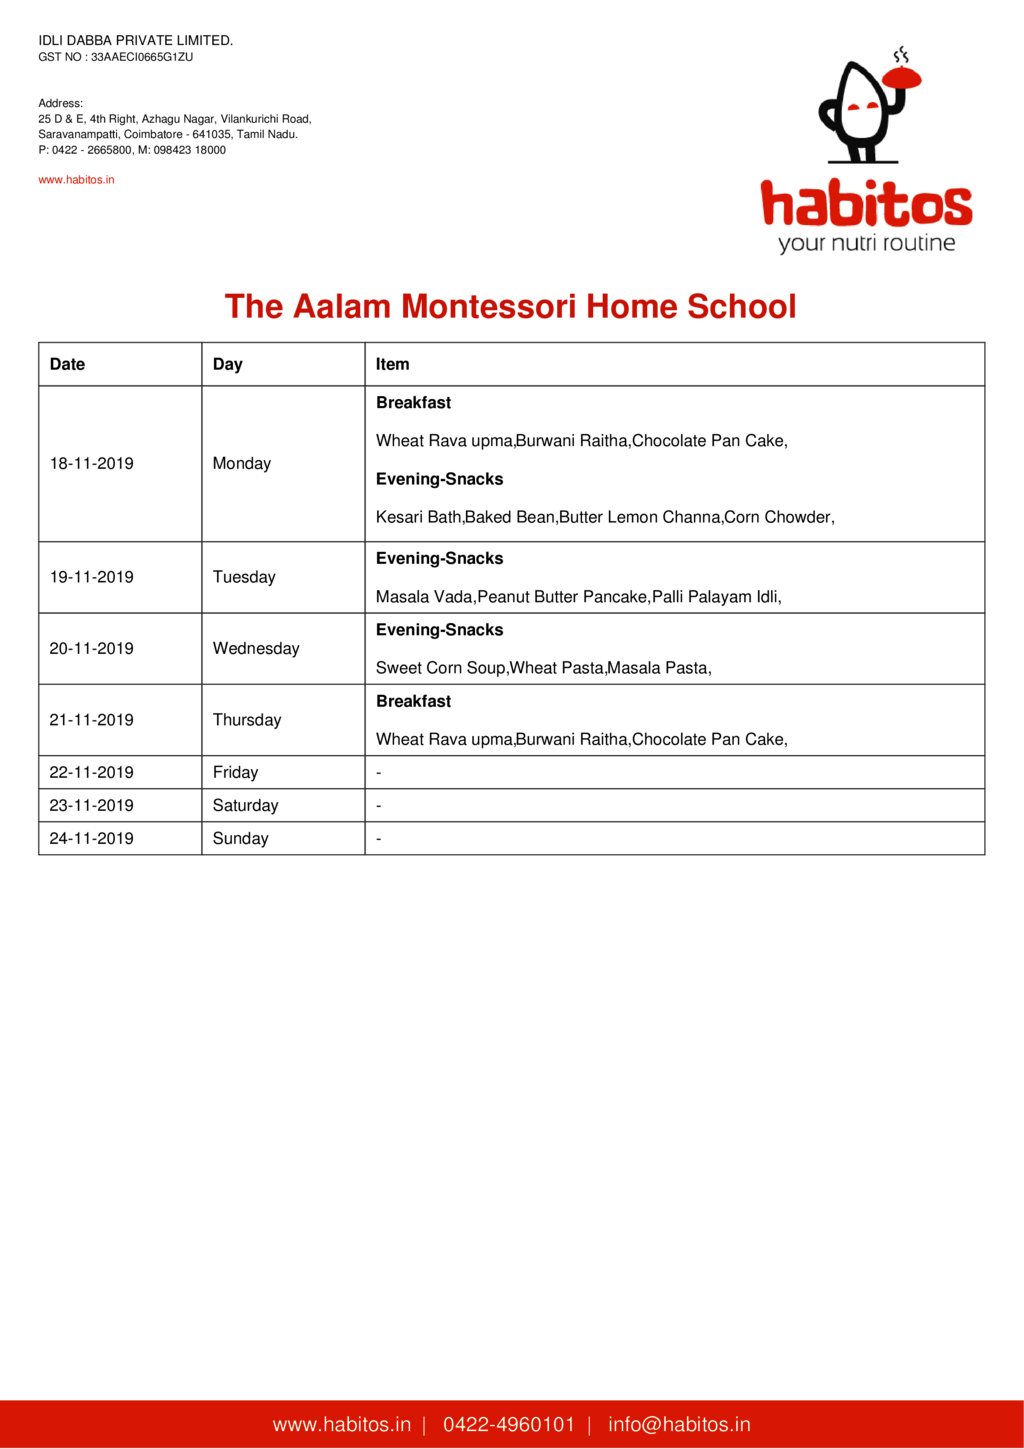 IDLI DABBA PRIVATE LIMITED.
GST NO : 33AAECI0665G1ZU
Address:
25 D & E, 4th Right, Azhagu Nagar, Vilankurichi Road,
Saravanampatti, Coimbatore - 641035, Tamil Nadu.
P: 0422 - 2665800, M: 098423 18000
www.habitos.in
habitos
your nutri routine
The Aalam Montessori Home School
Date Day Item
18-11-2019 Monday
Breakfast
Wheat Rava upma,Burwani Raitha,Chocolate Pan Cake,
Evening-Snacks
Kesari Bath,Baked Bean,Butter Lemon Channa,Corn Chowder,
19-11-2019 Tuesday
Evening-Snacks
Masala Vada,Peanut Butter Pancake,Palli Palayam Idli,
20-11-2019 Wednesday
Evening-Snacks
Sweet Corn Soup,Wheat Pasta,Masala Pasta,
21-11-2019 Thursday
Breakfast
Wheat Rava upma,Burwani Raitha,Chocolate Pan Cake,
22-11-2019 Friday -
23-11-2019 Saturday -
24-11-2019 Sunday -
www.habitos.in | 0422-4960101 | info@habitos.in